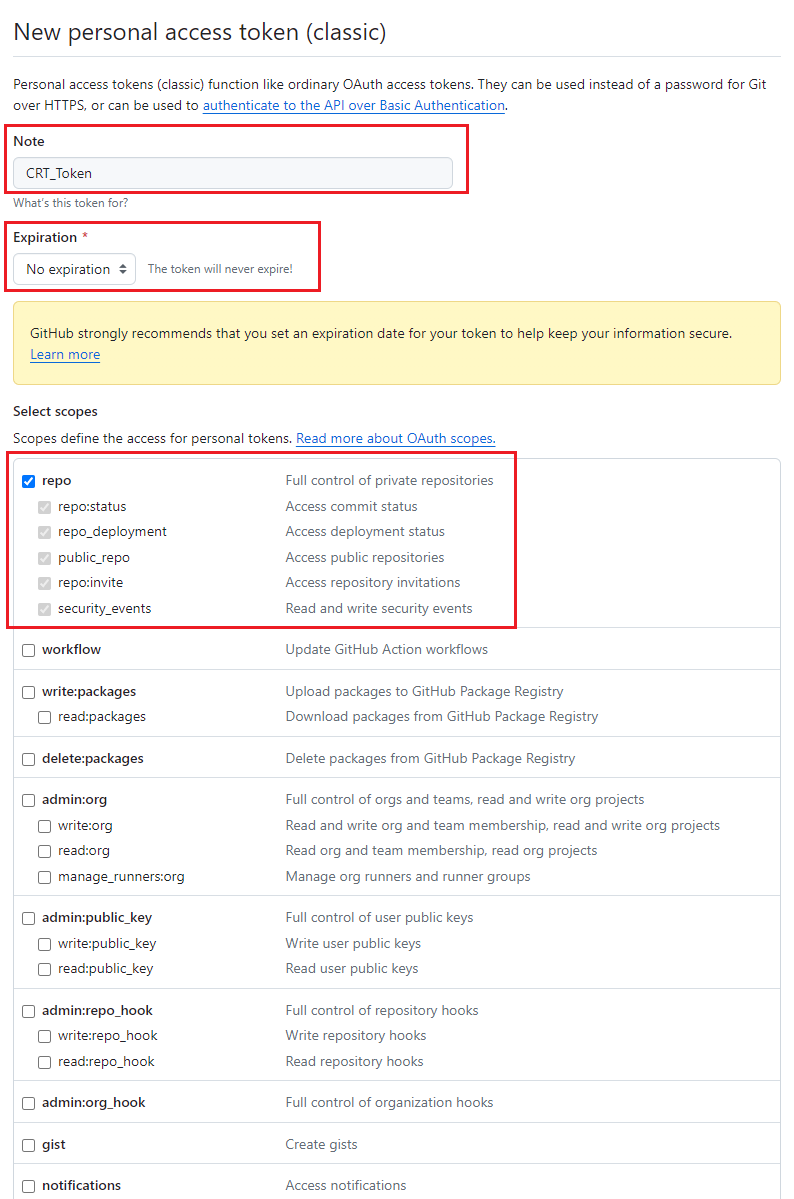 New personal access token (classic)
Personal access tokens (classic) function like ordinary OAuth access tokens. They can be used instead of a password for Git
over HTTPS, or can be used to authenticate to the API over Basic Authentication.
Note
CRT_Token
What's this token for?
Expiration *
No expiration The token will never expire!
GitHub strongly recommends that you set an expiration date for your token to help keep your information secure.
Learn more
Select scopes
Scopes define the access for personal tokens. Read more about OAuth scopes.
repo Full control of private repositories
repo:status Access commit status
repo_deployment Access deployment status
public_repo Access public repositories
repo:invite Access repository invitations
security_events Read and write security events
workflow Update GitHub Action workflows
write:packages Upload packages to GitHub Package Registry
read:packages Download packages from GitHub Package Registry
delete:packages Delete packages from GitHub Package Registry
admin:org Full control of orgs and teams, read and write org projects
write:org Read and write org and team membership, read and write org projects
read:org Read org and team membership, read org projects
manage_runners:org Manage org runners and runner groups
admin:public_key Full control of user public keys
write:public_key Write user public keys
read:public_key Read user public keys
admin:repo_hook Full control of repository hooks
write:repo_hook Write repository hooks
read:repo_hook Read repository hooks
admin:org_hook Full control of organization hooks
gist Create gists
notifications Access notifications